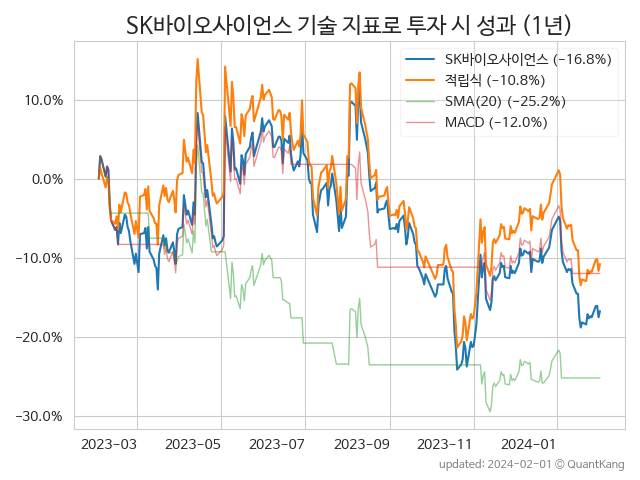 SK바이오사이언스 기술 지표로 투자 시 성과 (1년)
SK바이오사이언스 (−16.8%)
적립식 (−10.8%)
SMA(20) (−25.2%)
MACD (−12.0%)
10.0%
0.0%
−10.0%
−20.0%
−30.0%
2023-03 2023-05 2023-07 2023-09 2023-11 2024-01
updated: 2024-02-01 © QuantKang